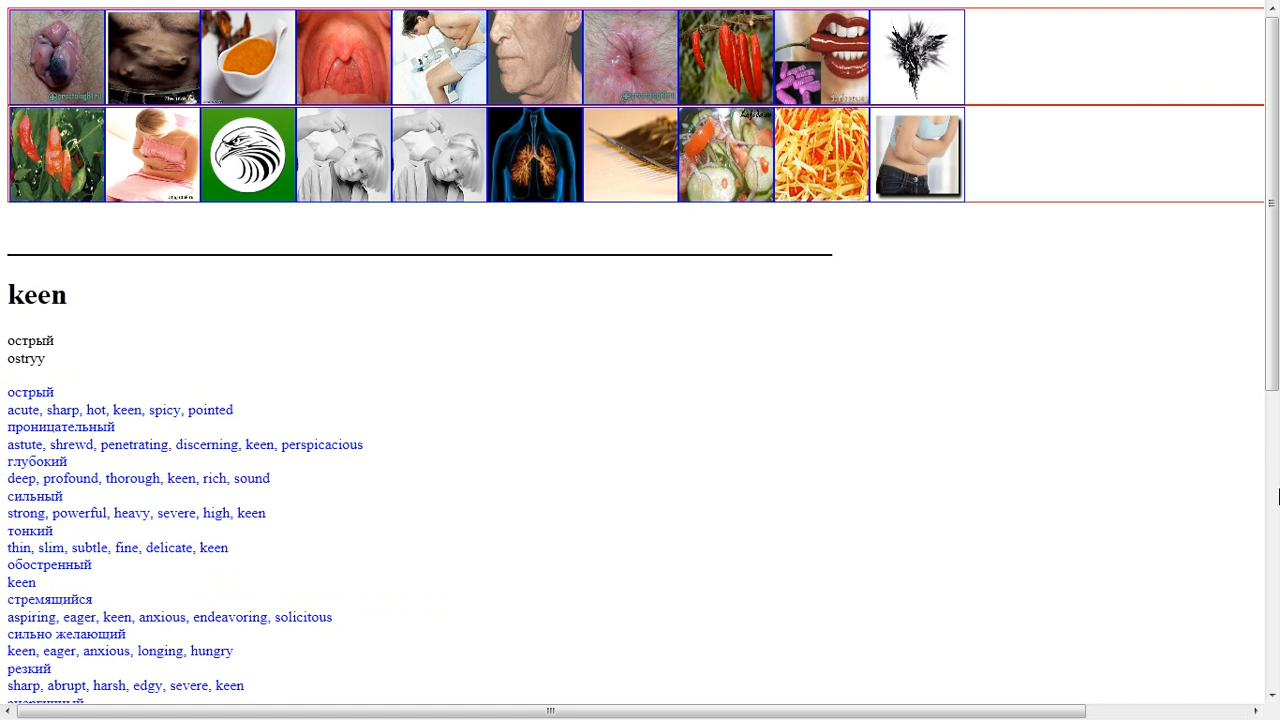 keen
острый
ostryy
острый
acute, sharp, hot, keen, spicy, pointed
проницательный
astute, shrewd, penetrating, discerning, keen, perspicacious
глубокий
deep, profound, thorough, keen, rich, sound
сильный
strong, powerful, heavy, severe, high, keen
тонкий
thin, slim, subtle, fine, delicate, keen
обостренный
keen
стремящийся
aspiring, eager, keen, anxious, endeavoring, solicitous
сильно желающий
keen, eager, anxious, longing, hungry
резкий
sharp, abrupt, harsh, edgy, severe, keen